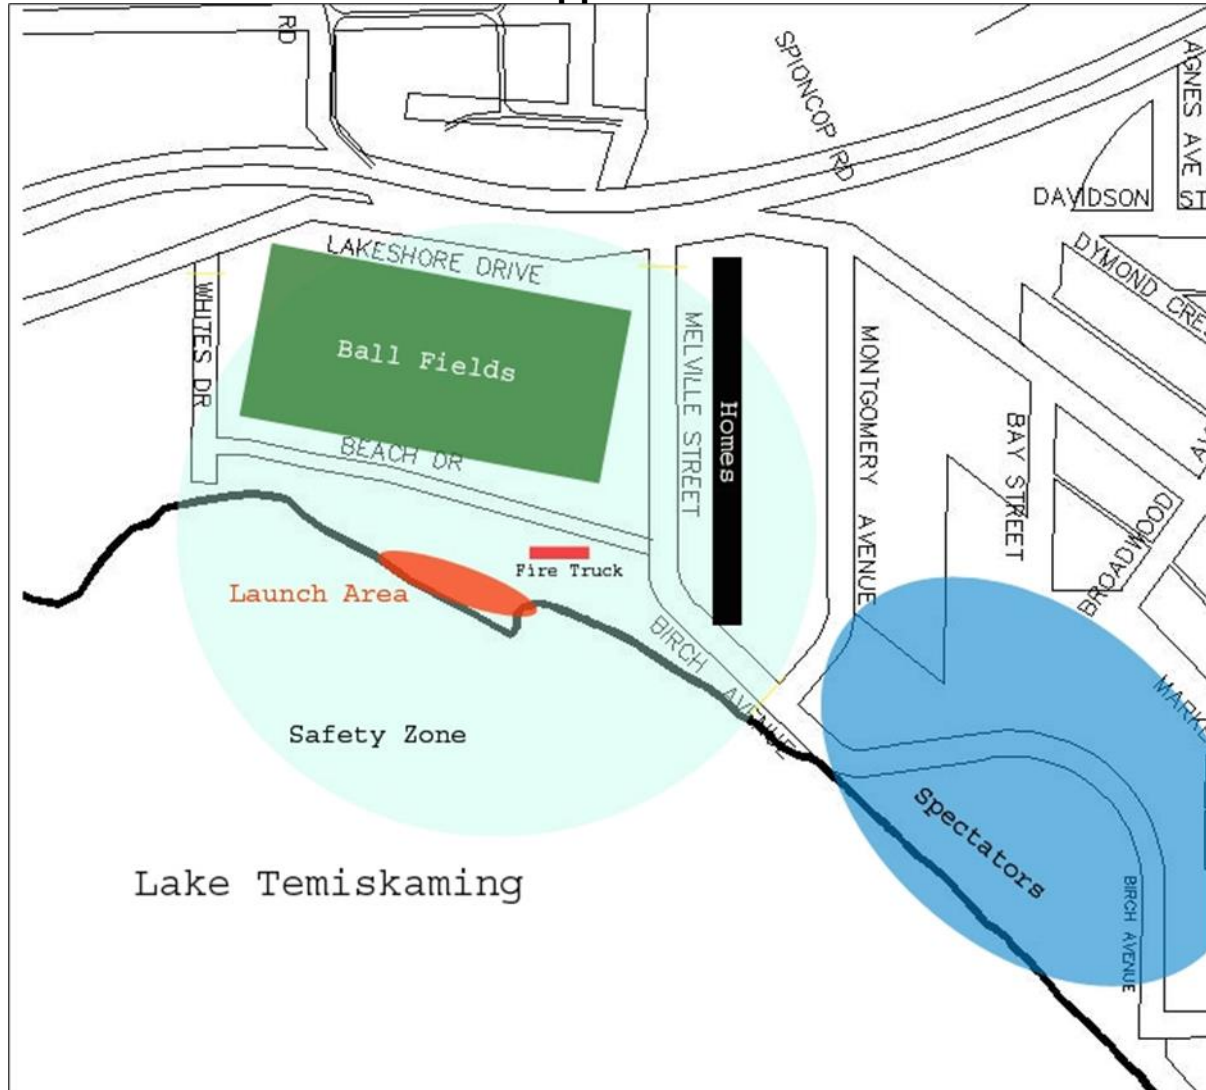 RD
SPIONCOP RD
AGNES AVE
DAVIDSON ST
DYMOND CRES
LAKESHORE DRIVE
WHITES DR
Ball Fields
MELVILLE STREET
Homes
MONTGOMERY AVENUE
BAY STREET
BEACH DR
BROADWOOD
Fire Truck
Launch Area
BIRCH AVENUE
MARKE
Safety Zone
Spectators
Lake Temiskaming
BIRCH AVENUE